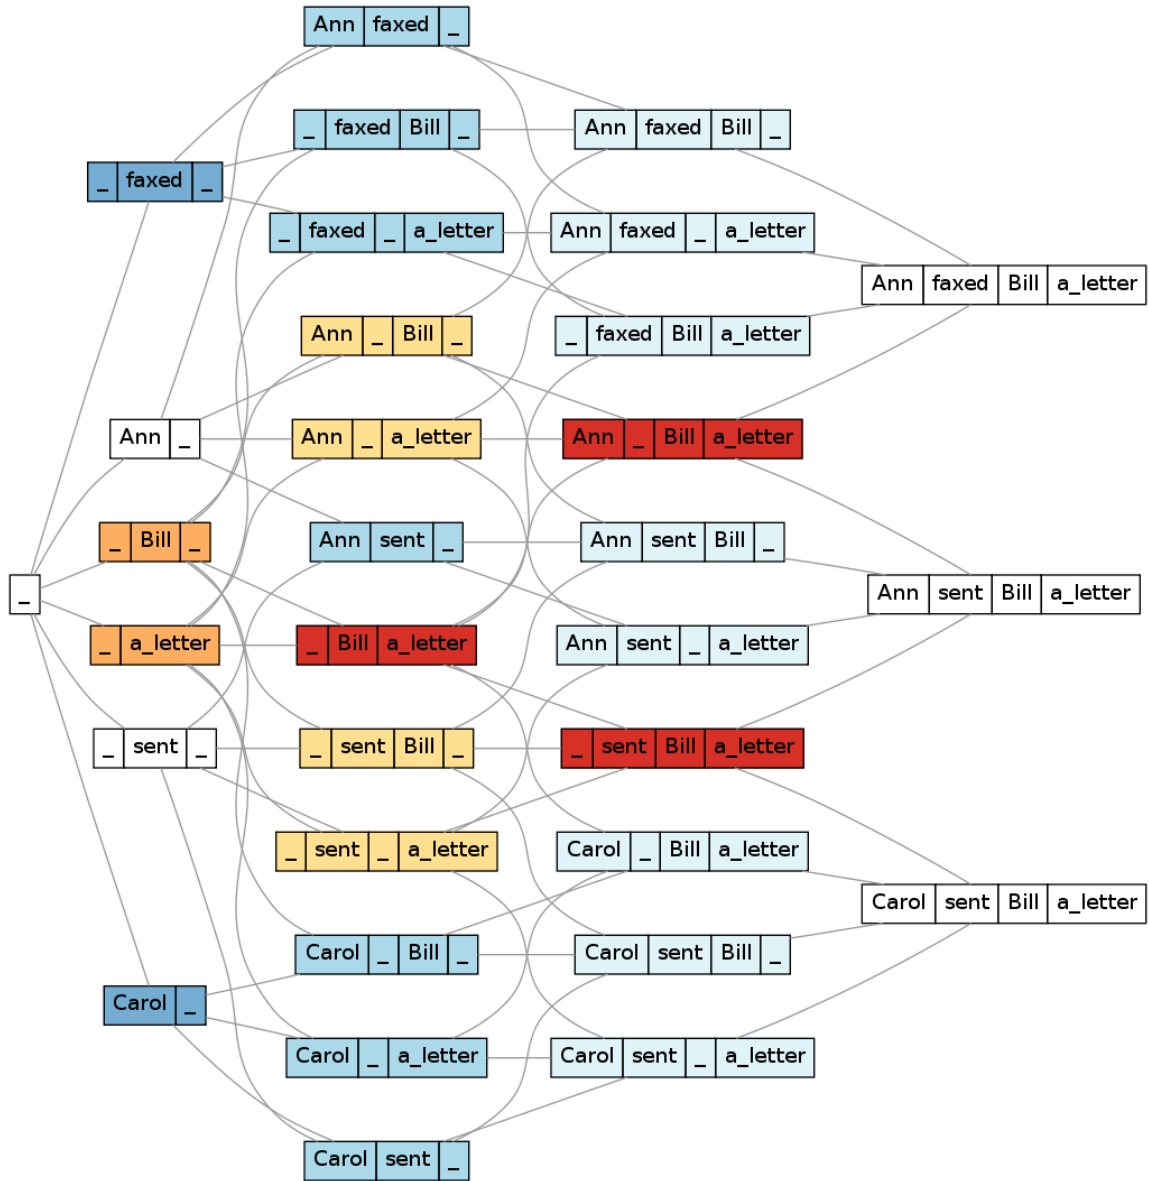 Ann faxed _
_ faxed Bill _
Ann faxed Bill _
_ faxed _
_ faxed _ a_letter
Ann faxed _ a_letter
Ann faxed Bill a_letter
Ann _ Bill _
_ faxed Bill a_letter
Ann _
Ann _ a_letter
Ann _ Bill a_letter
_ Bill _
Ann sent _
Ann sent Bill _
_
Ann sent Bill a_letter
_ a_letter
_ Bill a_letter
Ann sent _ a_letter
_ sent _
_ sent Bill _
_ sent Bill a_letter
_ sent _ a_letter
Carol _ Bill a_letter
Carol sent Bill a_letter
Carol _ Bill _
Carol sent Bill _
Carol _
Carol _ a_letter
Carol sent _ a_letter
Carol sent _